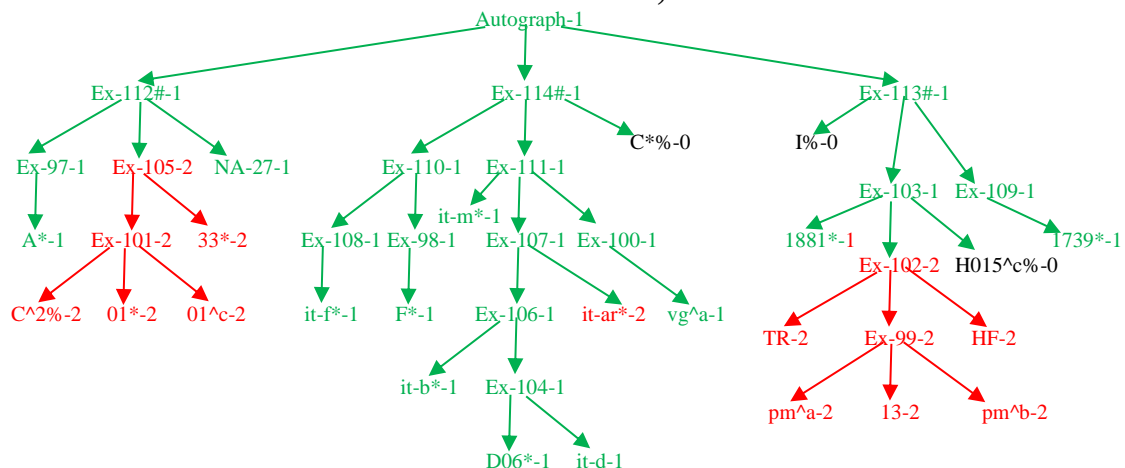 Autograph-1
Ex-112#-1 Ex-114#-1 Ex-113#-1
C*%-0 I%-0
Ex-97-1 Ex-105-2 NA-27-1 Ex-110-1 Ex-111-1
Ex-103-1 Ex-109-1
it-m*-1
A*-1 Ex-101-2 33*-2 Ex-108-1 Ex-98-1 Ex-107-1 Ex-100-1 1881*-1 1739*-1
Ex-102-2 H015^c%-0
C^2%-2 01*-2 01^c-2 it-f*-1 F*-1 Ex-106-1 it-ar*-2 vg^a-1
TR-2 Ex-99-2 HF-2
it-b*-1 Ex-104-1
pm^a-2 13-2 pm^b-2
D06*-1 it-d-1